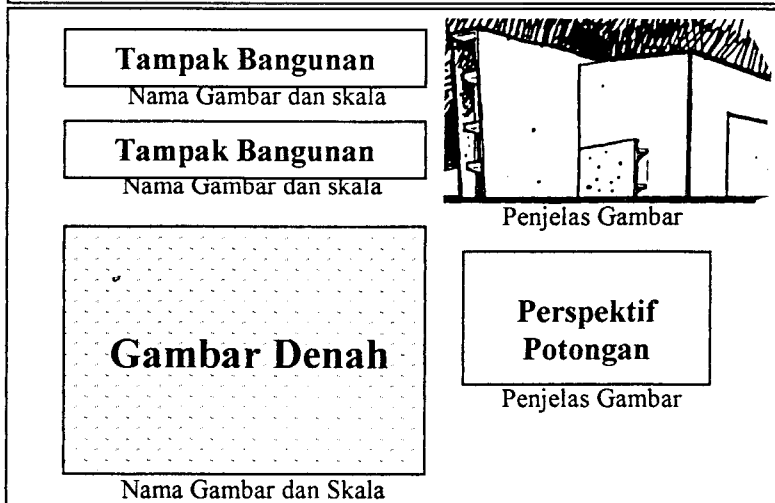 Tampak Bangunan
Nama Gambar dan skala
Tampak Bangunan
Nama Gambar dan skala
Penjelas Gambar
Gambar Denah
Nama Gambar dan Skala
Perspektif
Potongan
Penjelas Gambar